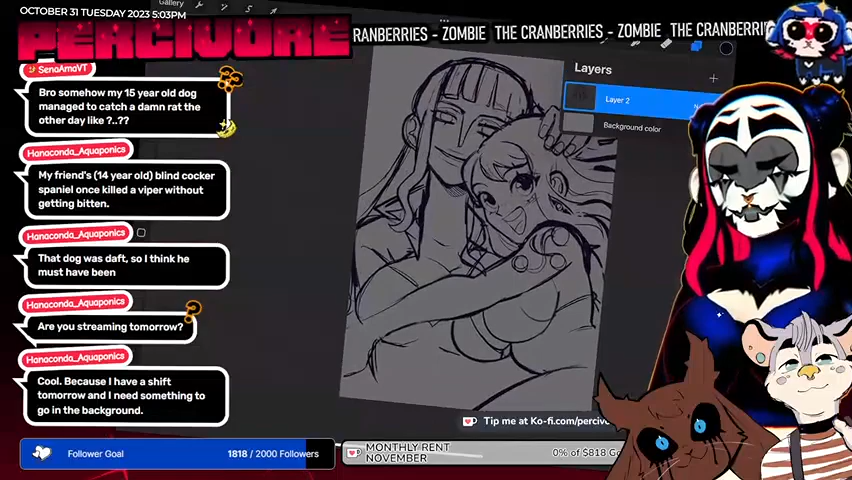 Gallery
OCTOBER 31 TUESDAY 2023 5:03PM
PERCIVORE
RANBERRIES - ZOMBIE THE CRANBERRIES - ZOMBIE THE CRANBERRIE
SenoAmaVT
Bro somehow my 15 year old dog
managed to catch a damn rat the
other day like ?..??
Hanaconda_Aquaponics
My friend's (14 year old) blind cocker
spaniel once killed a viper without
getting bitten.
Hanaconda_Aquaponics
That dog was daft, so I think he
must have been
Hanaconda_Aquaponics
Are you streaming tomorrow?
Hanaconda_Aquaponics
Cool. Because I have a shift
tomorrow and I need something to
go in the background.
Layers
Layer 2
N
Background color
Tip me at Ko-fi.com/percivo
Follower Goal
1818 / 2000 Followers
MONTHLY RENT
NOVEMBER
0% of $818 Go